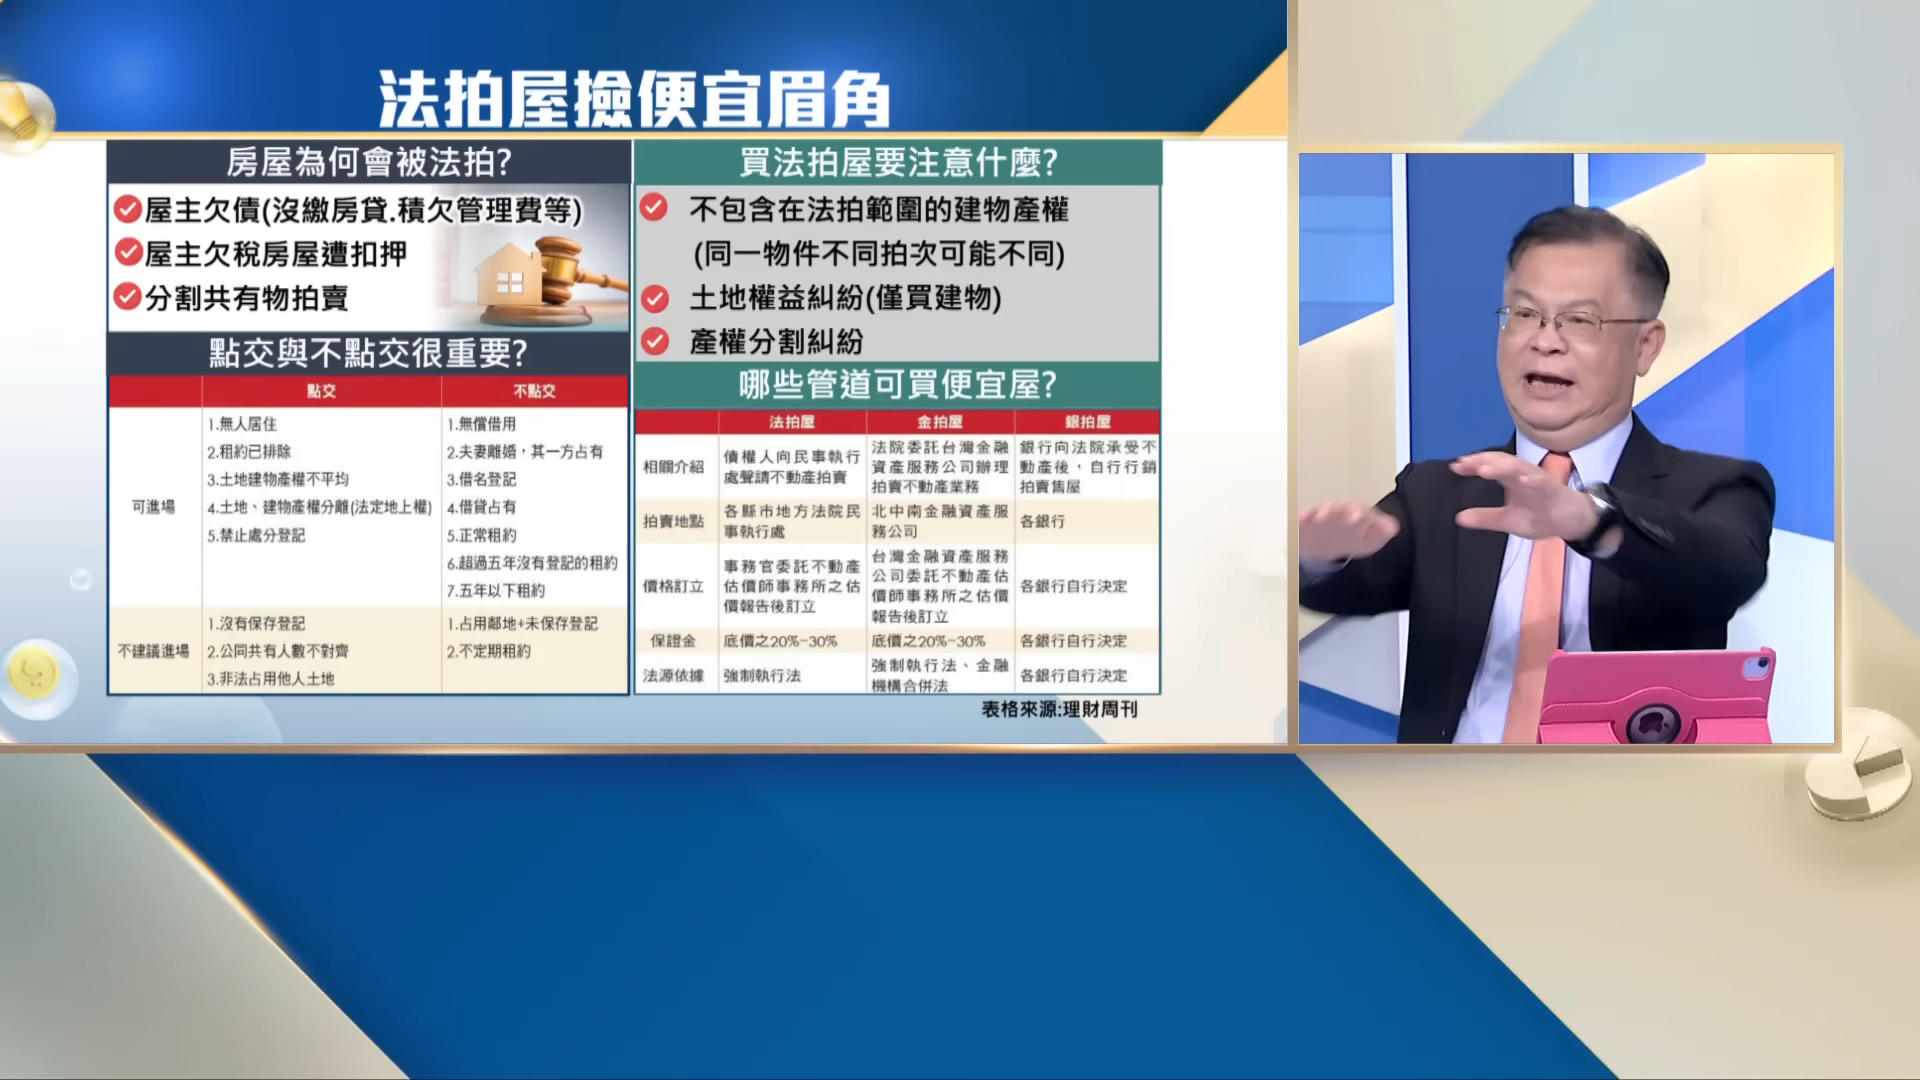 法拍屋撿便宜眉角
房屋為何會被法拍?
屋主欠債(沒繳房貸.積欠管理費等)
屋主欠稅房屋遭扣押
分割共有物拍賣
點交與不點交很重要?
點交
不點交
可進場
1.無人居住
2.租約已排除
3.土地建物產權不平均
4.土地、建物產權分離(法定地上權)
5.禁止處分登記
1.無償借用
2.夫妻離婚，其一方占有
3.借名登記
4.借貸占有
5.正常租約
6.超過五年沒有登記的租約
7.五年以下租約
不建議進場
1.沒有保存登記
2.公同共有人數不對齊
3.非法占用他人土地
1.占用鄰地+未保存登記
2.不定期租約
買法拍屋要注意什麼?
不包含在法拍範圍的建物產權
(同一物件不同拍次可能不同)
土地權益糾紛(僅買建物)
產權分割糾紛
哪些管道可買便宜屋?
法拍屋
金拍屋
銀拍屋
相關介紹
債權人向民事執行
處聲請不動產拍賣
法院委託台灣金融
資產服務公司辦理
拍賣不動產業務
銀行向法院承受不
動產後，自行行銷
拍賣售屋
拍賣地點
各縣市地方法院民
事執行處
北中南金融資產服
務公司
各銀行
價格訂立
事務官委託不動產
估價師事務所之估
價報告後訂立
台灣金融資產服務
公司委託不動產估
價師事務所之估價
報告後訂立
各銀行自行決定
保證金
底價之20%-30%
底價之20%-30%
各銀行自行決定
法源依據
強制執行法
強制執行法、金融
機構合併法
各銀行自行決定
表格來源:理財周刊